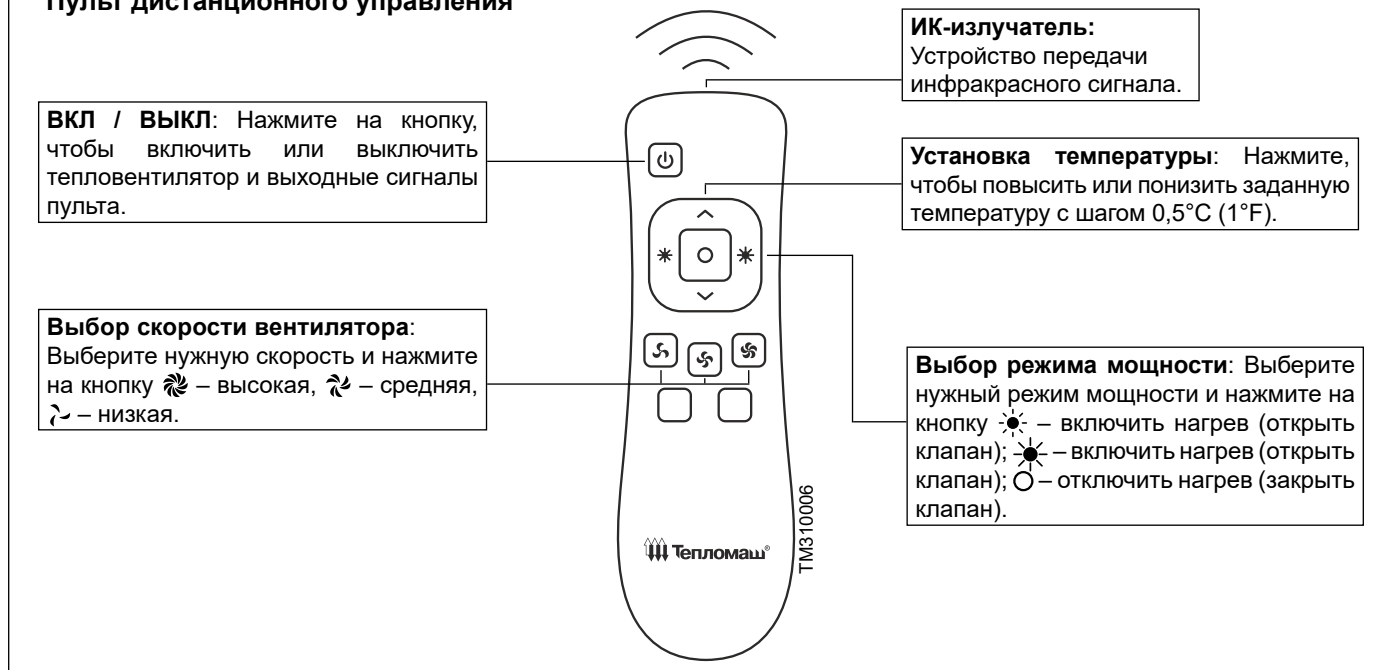 Пульт дистанционного управления
ИК-излучатель:
Устройство передачи
инфракрасного сигнала.
ВКЛ / ВЫКЛ: Нажмите на кнопку,
чтобы включить или выключить
тепловентилятор и выходные сигналы
пульта.
Установка температуры: Нажмите,
чтобы повысить или понизить заданную
температуру с шагом 0,5°C (1°F).
Выбор скорости вентилятора:
Выберите нужную скорость и нажмите
на кнопку – высокая, – средняя,
– низкая.
Выбор режима мощности: Выберите
нужный режим мощности и нажмите на
кнопку – включить нагрев (открыть
клапан); – включить нагрев (открыть
клапан); – отключить нагрев (закрыть
клапан).
TM310006
Тепломаш®